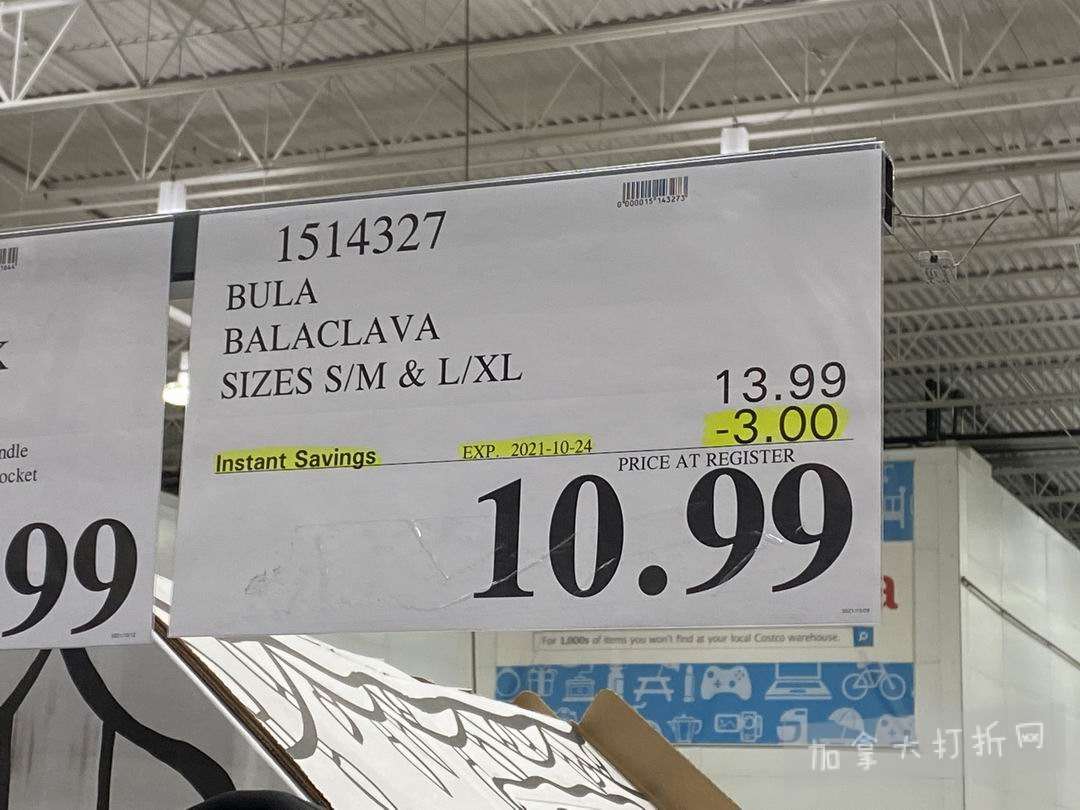 1514327
BULA
BALACLAVA
SIZES S/M & L/XL
13.99
-3.00
Instant Savings
EXP. 2021-10-24
PRICE AT REGISTER
10.99
ndle
ocket
99
For 1,000s of items you won't find at your local Costco warehouse.
加拿大打折网